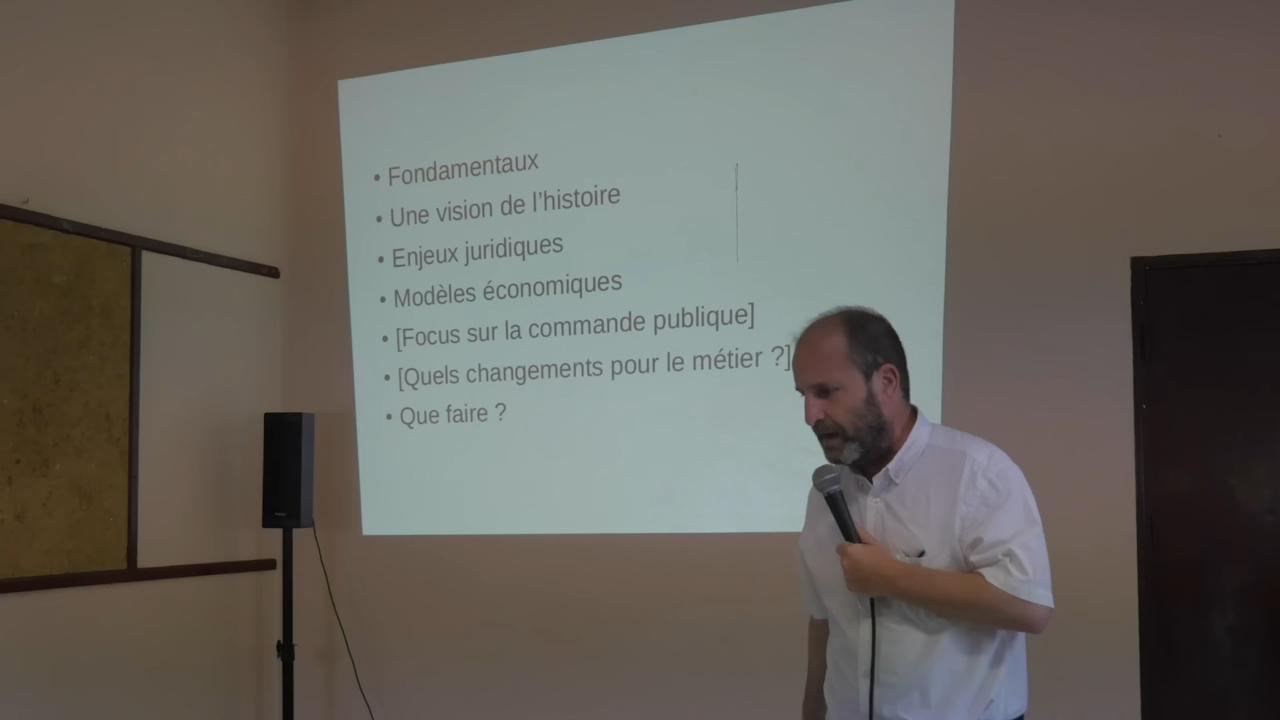 • Fondamentaux
• Une vision de l'histoire
• Enjeux juridiques
• Modèles économiques
• [Focus sur la commande publique]
• [Quels changements pour le métier ?]
• Que faire ?